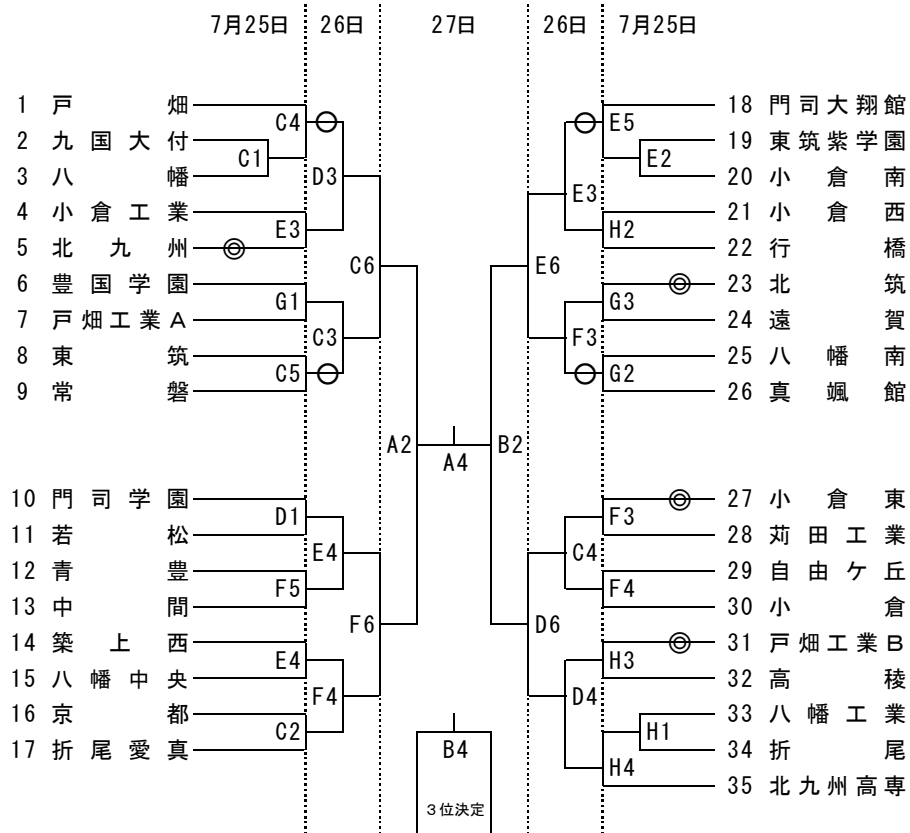 7月25日 26日 27日 26日 7月25日
1 戸畑
2 九国大付
3 八幡
4 小倉工業
5 北九州 ◎
6 豊国学園
7 戸畑工業A
8 東筑
9 常磐
C4 ○
C1
D3
E3
C6
G1
C3
C5 ○
10 門司学園
11 若松
12 青豊
13 中間
14 築上西
15 八幡中央
16 京都
17 折尾愛真
D1
E4
F5
F6
E4
F4
C2
A2
A4
B2
B4
3位決定
○ E5
E2
E3
H2
E6
◎
G3
F3
○ G2
18 門司大翔館
19 東筑紫学園
20 小倉南
21 小倉西
22 行橋
23 北筑
24 遠賀
25 八幡南
26 真颯館
F3 ◎
C4
F4
D6
H3 ◎
D4
H1
H4
27 小倉東
28 苅田工業
29 自由ケ丘
30 小倉
31 戸畑工業B
32 高稜
33 八幡工業
34 折尾
35 北九州高専